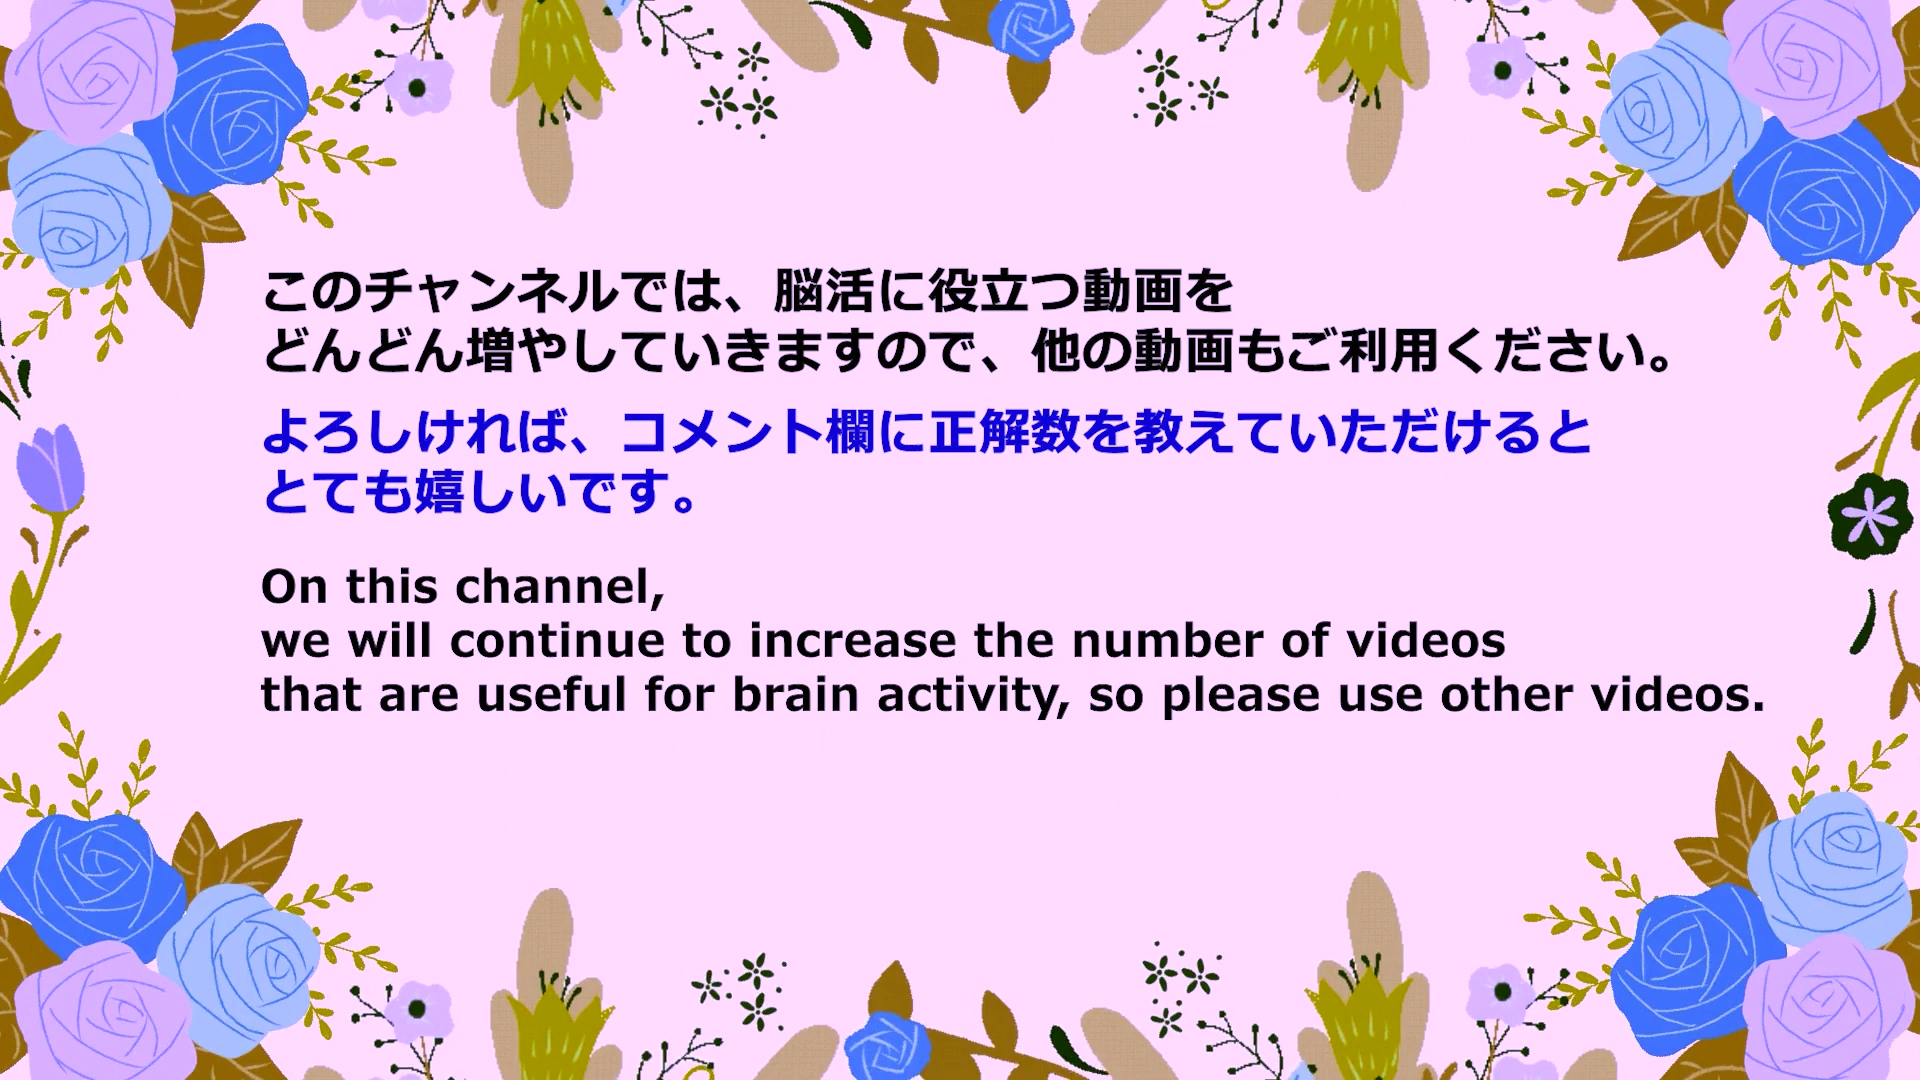 このチャンネルでは、脳活に役立つ動画を
どんどん増やしていきますので、他の動画もご利用ください。
よろしければ、コメント欄に正解数を教えていただけると
とても嬉しいです。
On this channel,
we will continue to increase the number of videos
that are useful for brain activity, so please use other videos.